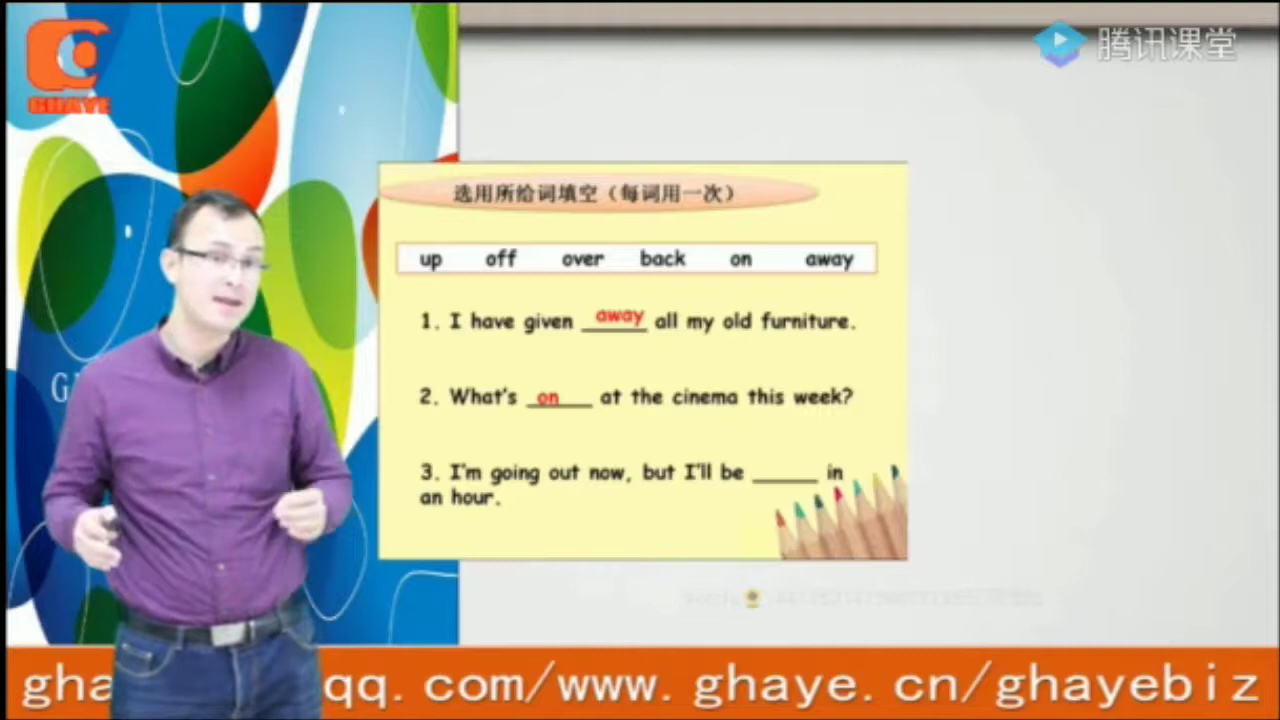 GHAYE
腾讯课堂
选用所给词填空（每词用一次）
up off over back on away
1. I have given away all my old furniture.
2. What's on at the cinema this week?
3. I'm going out now, but I'll be ______ in
an hour.
G
gha qq. com/www. ghaye. cn/ghayebiz